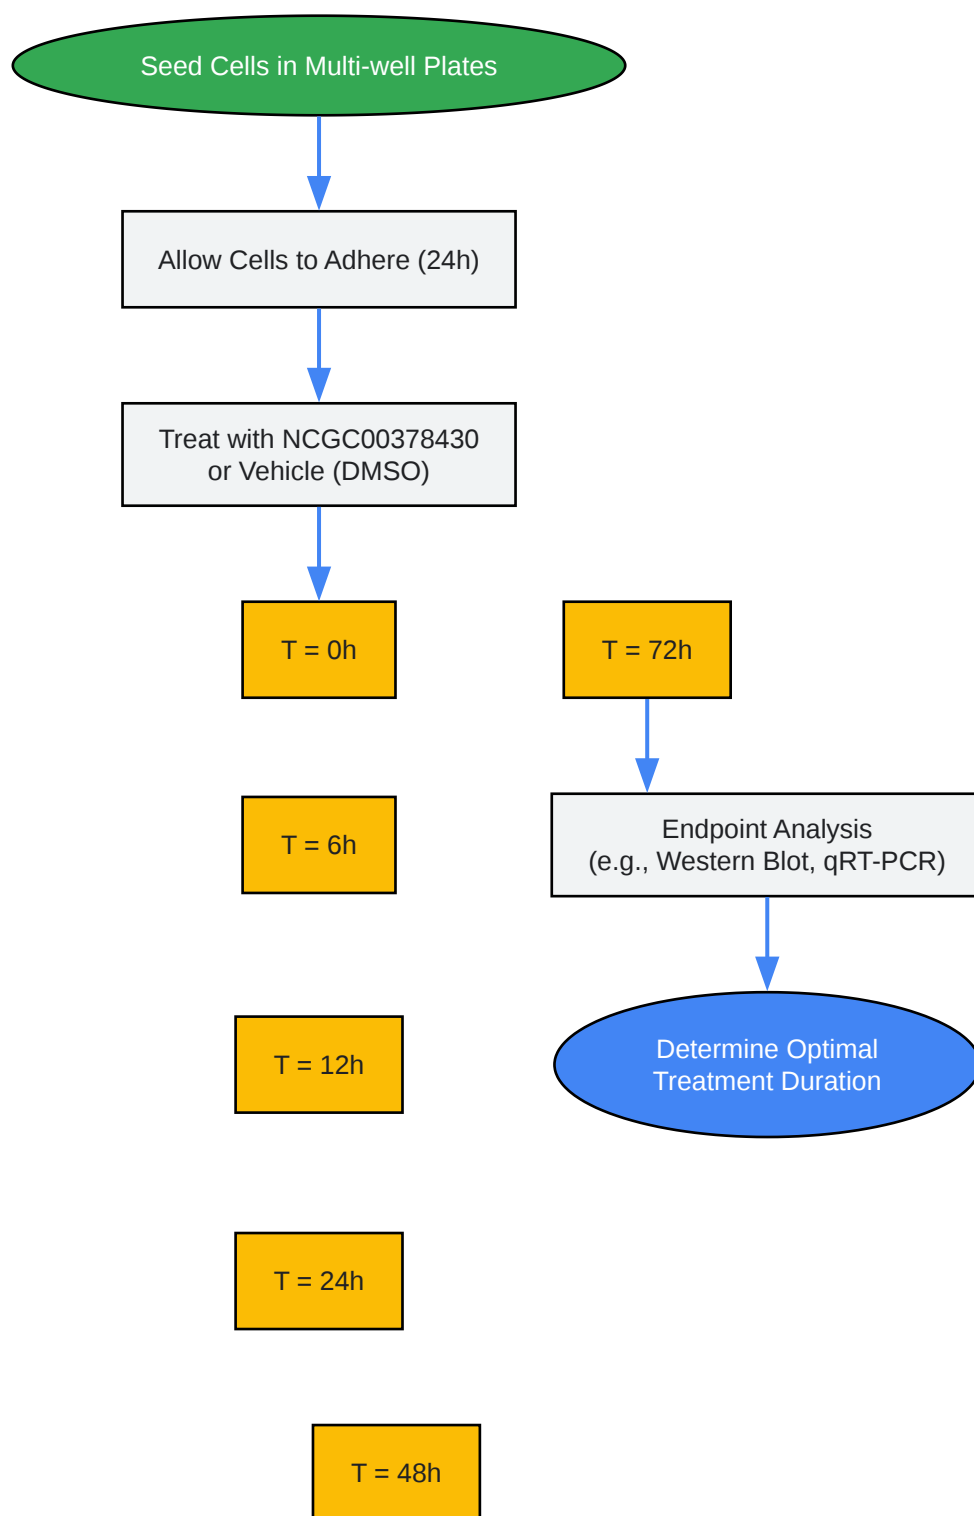 Seed Cells in Multi-well Plates
Allow Cells to Adhere (24h)
Treat with NCGC00378430
or Vehicle (DMSO)
T = 0h
T = 72h
T = 6h
Endpoint Analysis
(e.g., Western Blot, qRT-PCR)
T = 12h
Determine Optimal
Treatment Duration
T = 24h
T = 48h